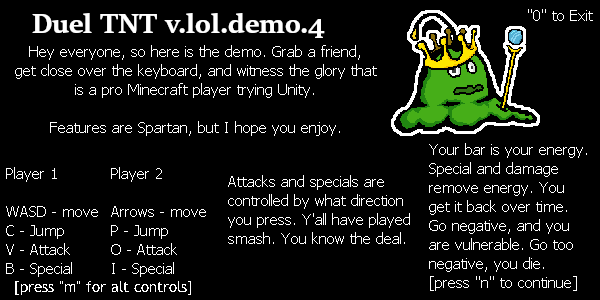 Duel TNT v.lol.demo.4
"0" to Exit
Hey everyone, so here is the demo. Grab a friend,
get close over the keyboard, and witness the glory that
is a pro Minecraft player trying Unity.
Features are Spartan, but I hope you enjoy.
Player 1
WASD - move
C - Jump
V - Attack
B - Special
Player 2
Arrows - move
P - Jump
O - Attack
I - Special
[press "m" for alt controls]
Attacks and specials are
controlled by what direction
you press. Y'all have played
smash. You know the deal.
Your bar is your energy.
Special and damage
remove energy. You
get it back over time.
Go negative, and you
are vulnerable. Go too
negative, you die.
[press "n" to continue]